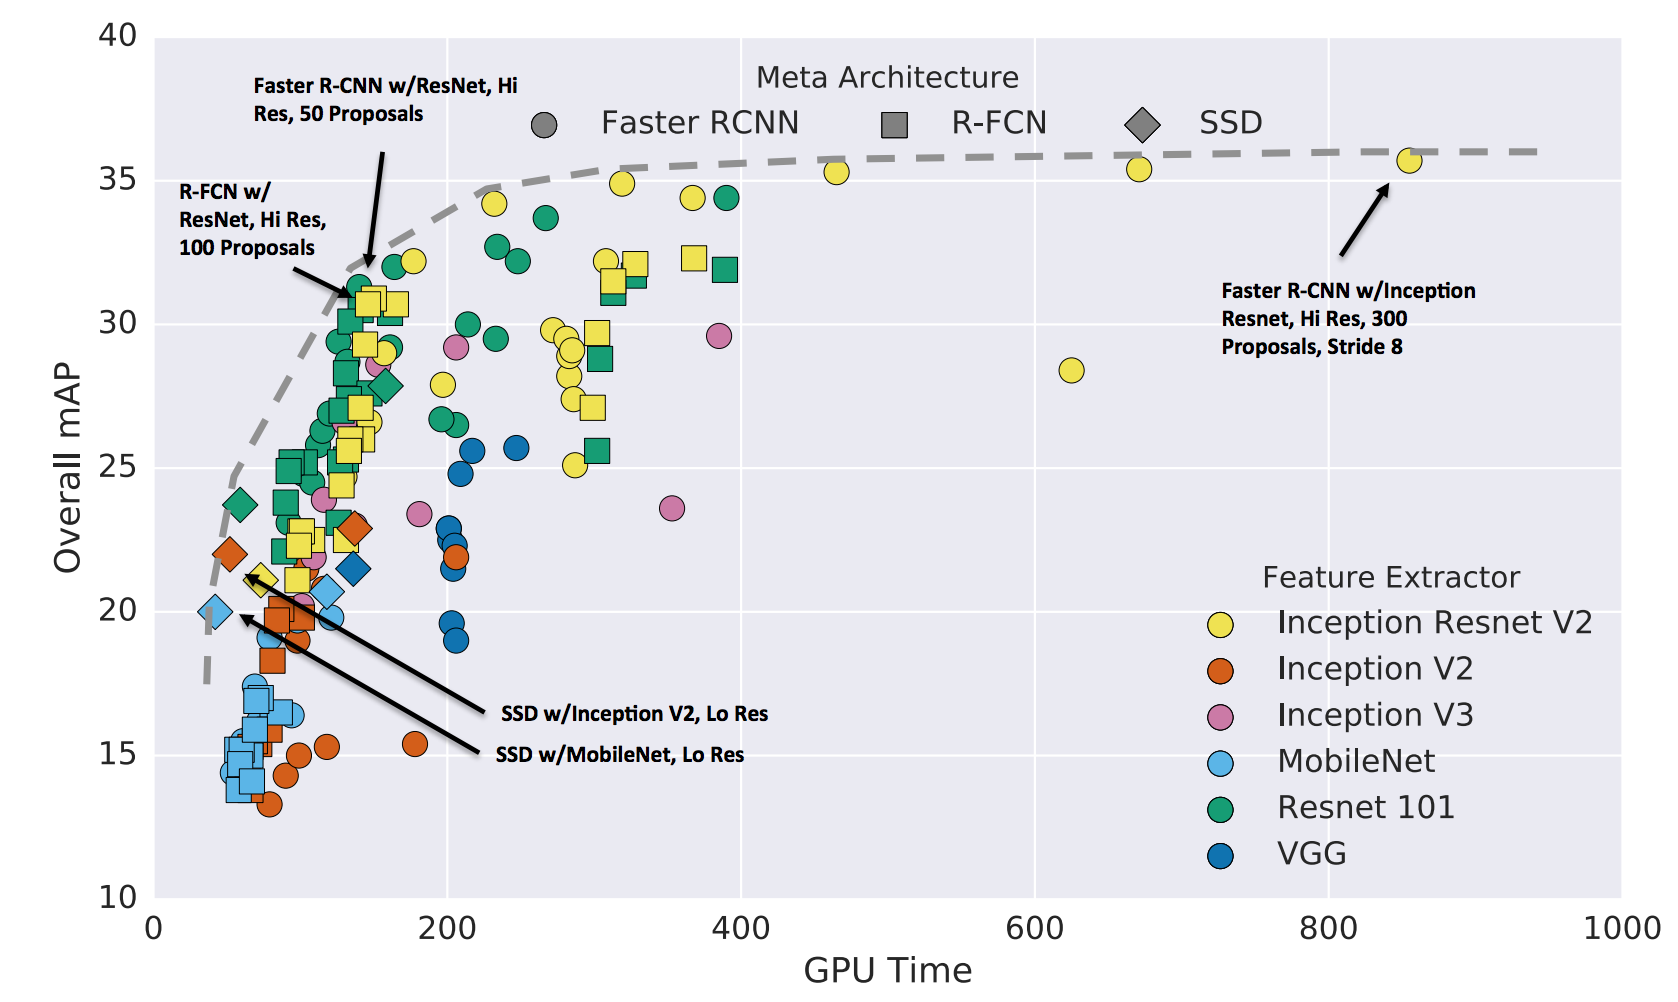 40
35
30
25
20
15
10
Overall mAP
Faster R-CNN w/ResNet, Hi
Res, 50 Proposals
Meta Architecture
Faster RCNN
R-FCN
SSD
R-FCN w/
ResNet, Hi Res,
100 Proposals
Faster R-CNN w/Inception
Resnet, Hi Res, 300
Proposals, Stride 8
SSD w/Inception V2, Lo Res
SSD w/MobileNet, Lo Res
Feature Extractor
Inception Resnet V2
Inception V2
Inception V3
MobileNet
Resnet 101
VGG
0
200
400
600
800
1000
GPU Time